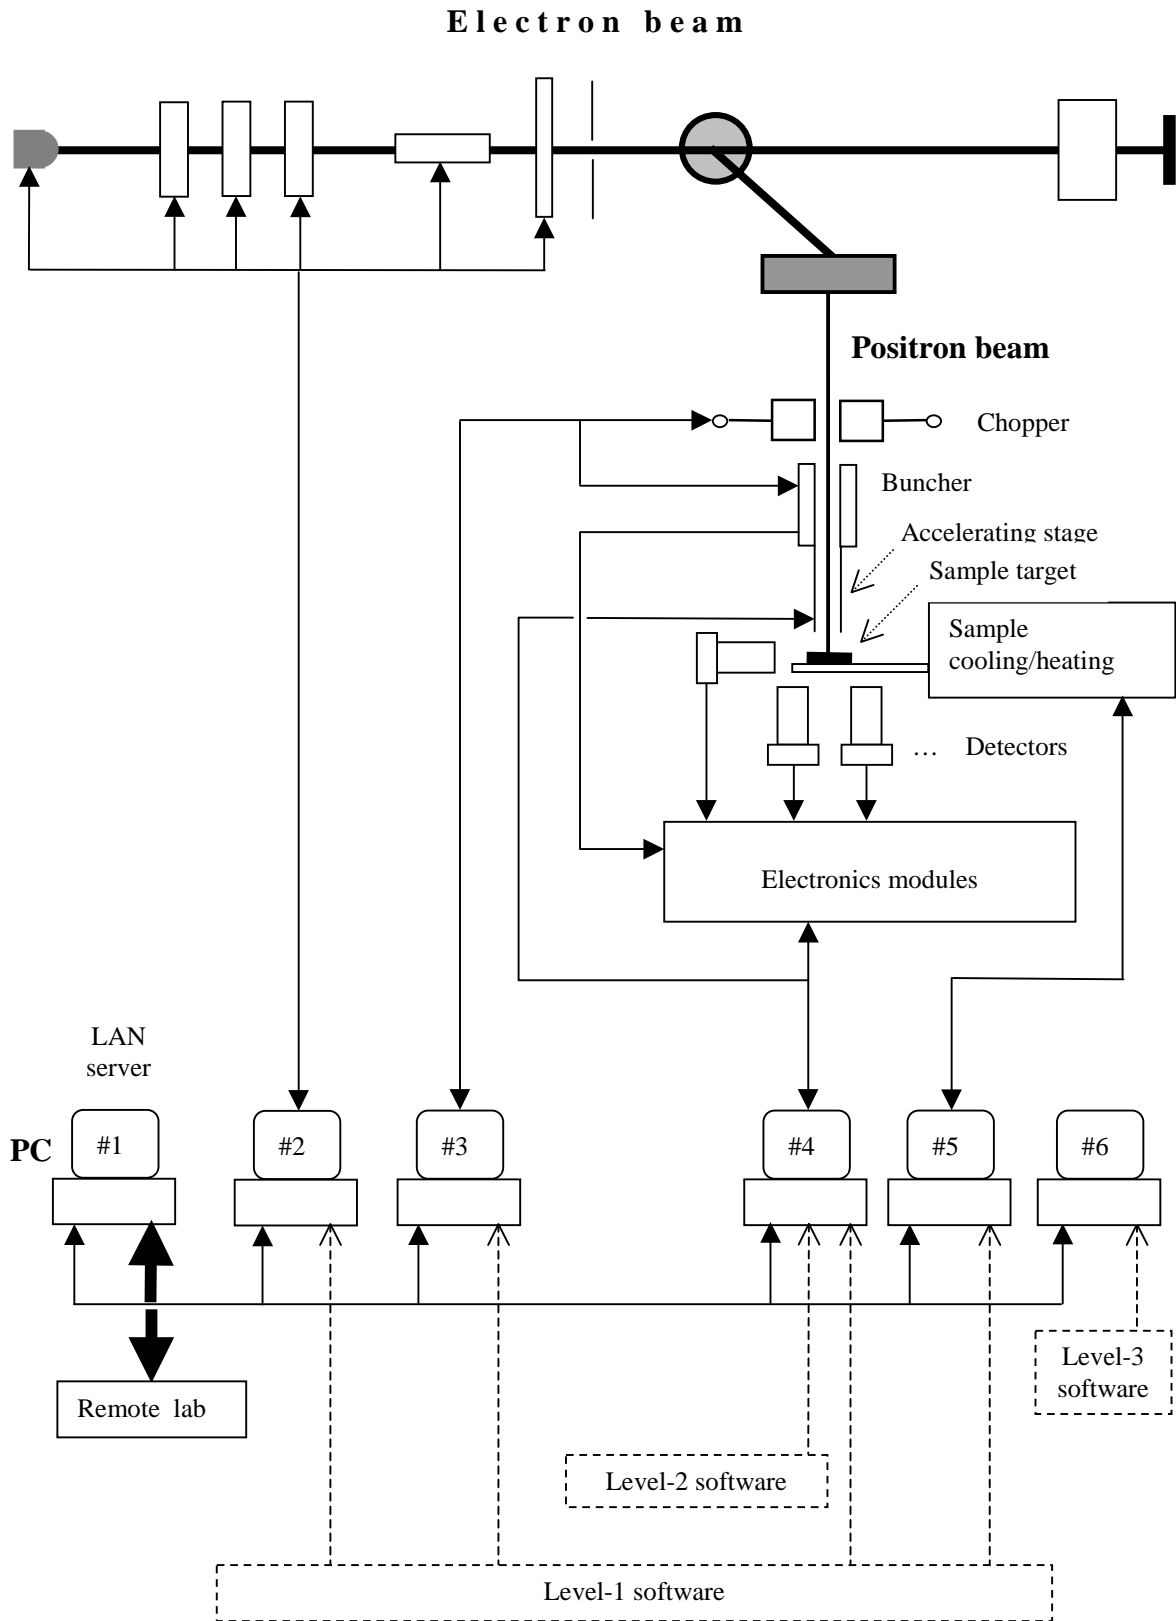 Electron beam
Positron beam
Chopper
Buncher
Accelerating stage
Sample target
Sample
cooling/heating
… Detectors
Electronics modules
LAN
server
PC
#1
#2
#3
#4
#5
#6
Level-3
software
Remote lab
Level-2 software
Level-1 software